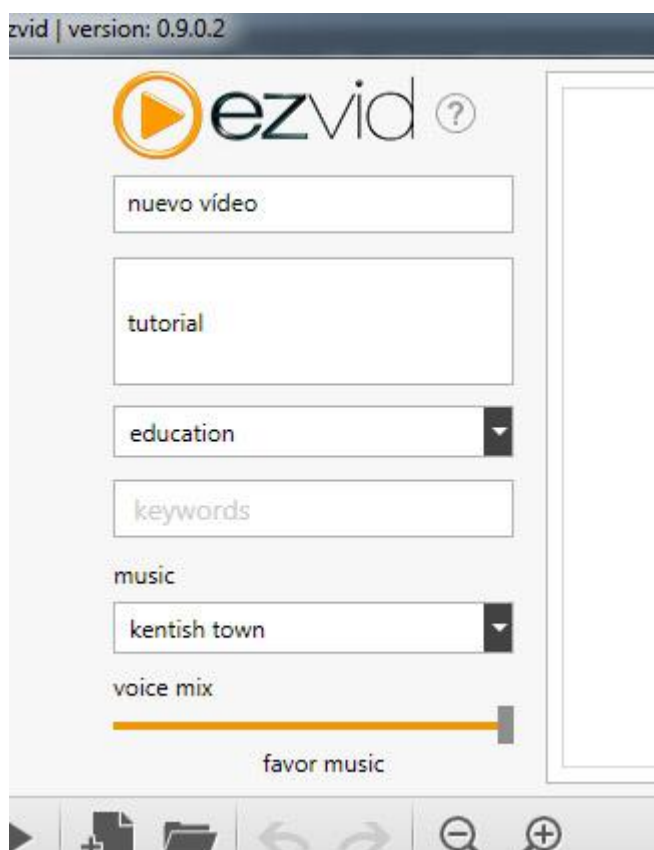 zvid | version: 0.9.0.2
ezvid ?
nuevo vídeo
tutorial
education
keywords
music
kentish town
voice mix
favor music